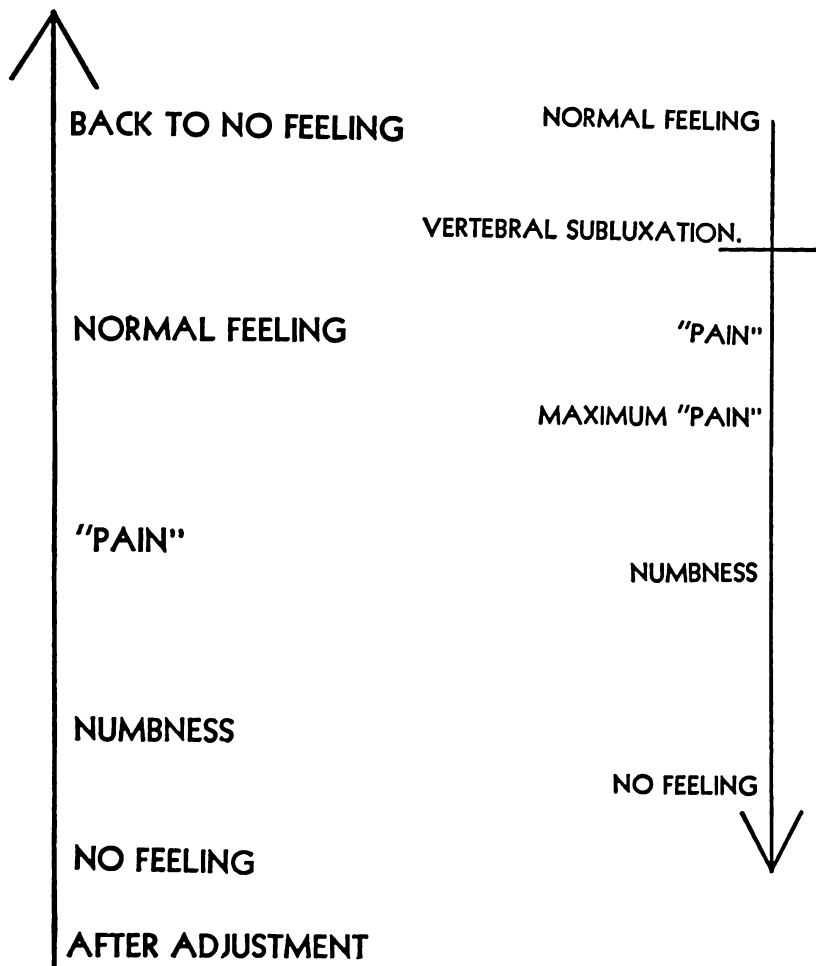 BACK TO NO FEELING
NORMAL FEELING
"PAIN"
NUMBNESS
NO FEELING
AFTER ADJUSTMENT
NORMAL FEELING
VERTEBRAL SUBLUXATION.
"PAIN"
MAXIMUM "PAIN"
NUMBNESS
NO FEELING